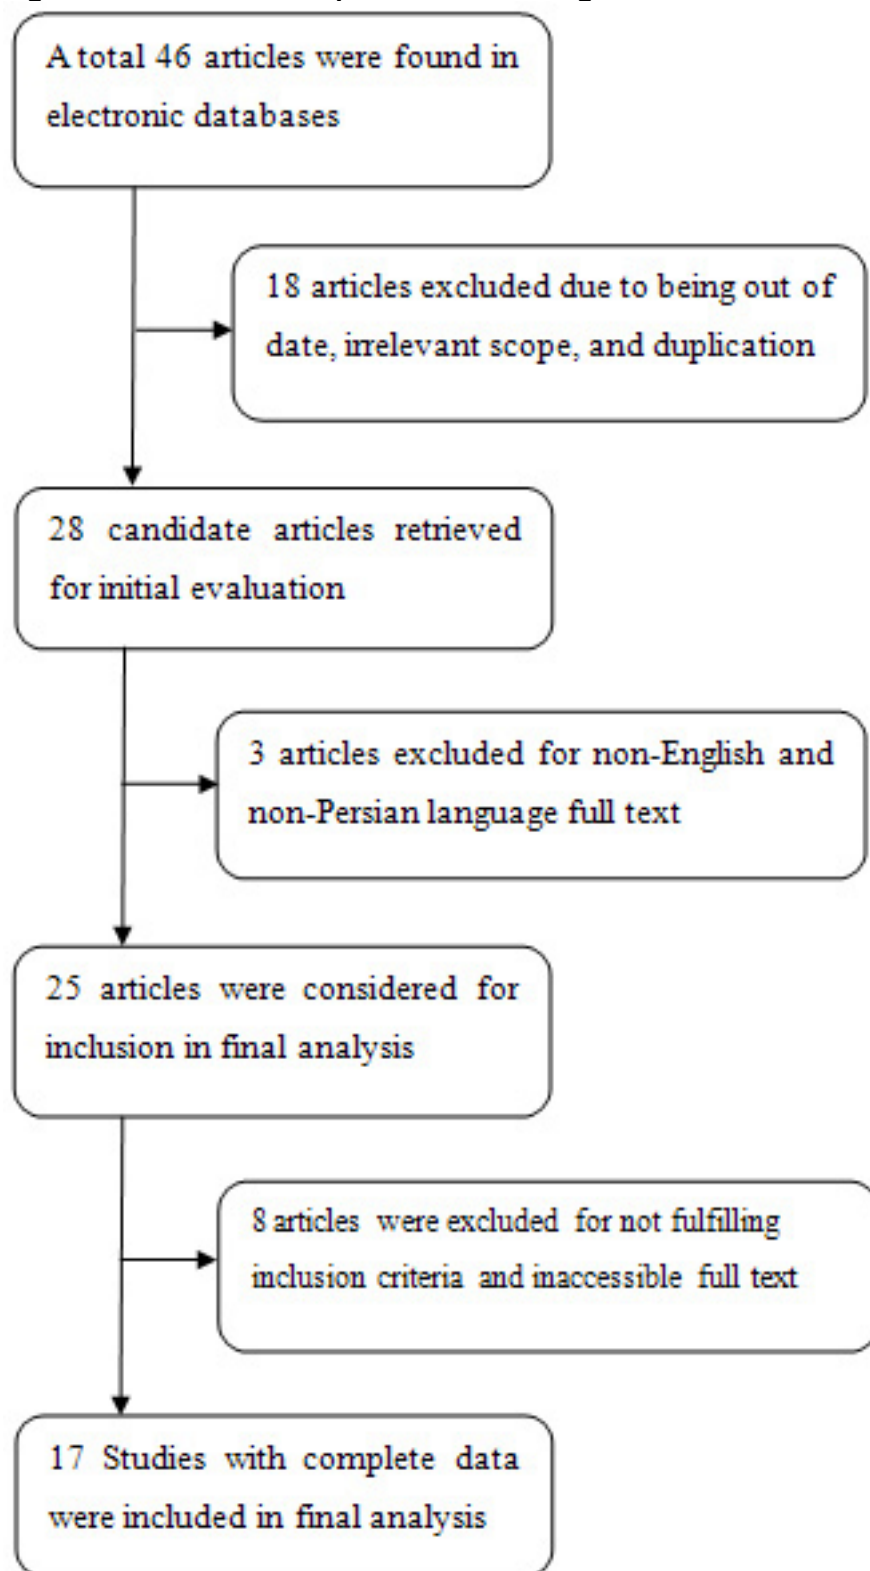 A total 46 articles were found in
electronic databases
18 articles excluded due to being out of
date, irrelevant scope, and duplication
28 candidate articles retrieved
for initial evaluation
3 articles excluded for non-English and
non-Persian language full text
25 articles were considered for
inclusion in final analysis
8 articles were excluded for not fulfilling
inclusion criteria and inaccessible full text
17 Studies with complete data
were included in final analysis